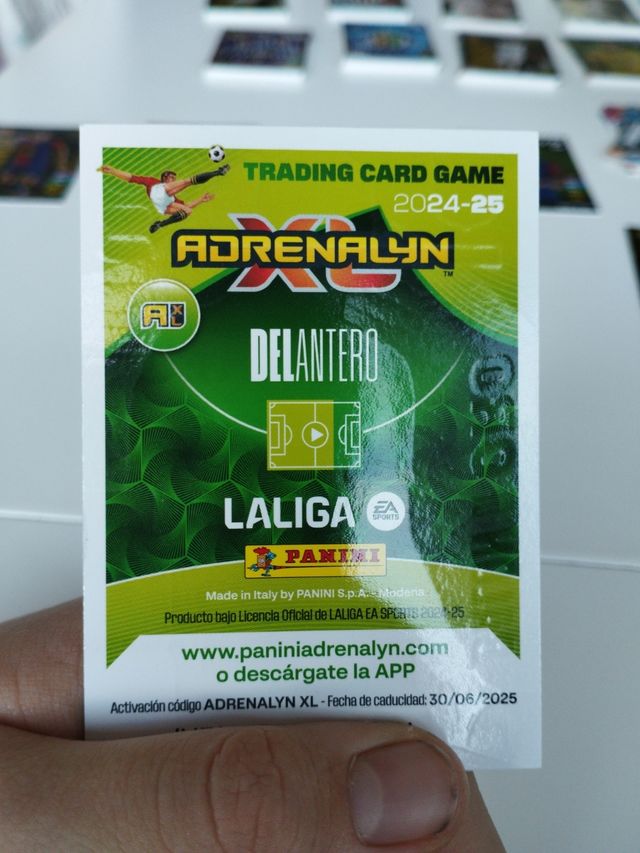 TRADING CARD GAME
2024-25
ADRENALYN
XL™
AXL
DELANTERO
LALIGA
EA
SPORTS
PANINI
Made in Italy by PANINI S.p.A. - Modena.
Producto bajo Licencia Oficial de LALIGA EA SPORTS 2024-25
www.paniniadrenalyn.com
o descárgate la APP
Activación código ADRENALYN XL - Fecha de caducidad: 30/06/2025